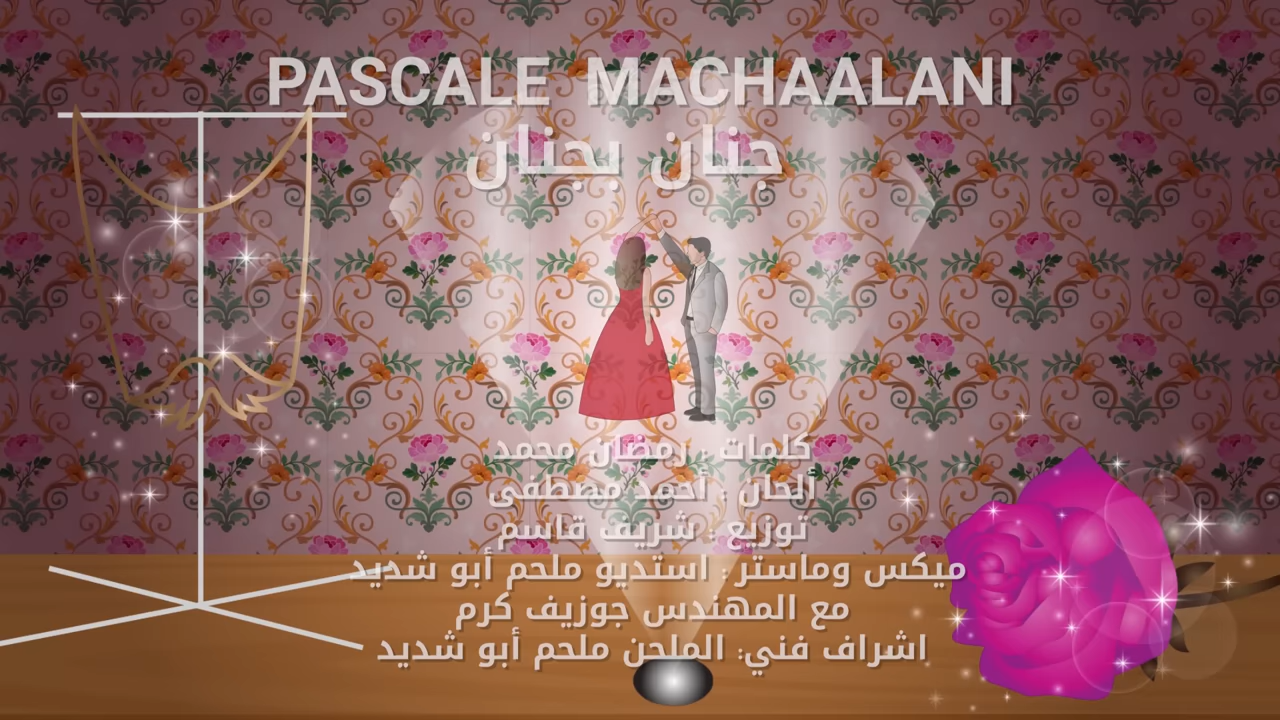 PASCALE MACHAALANI
جنان بجنان
كلمات : رمضان محمد
ألحان : أحمد مصطفى
توزيع : شريف قاسم
ميكس وماستر : استديو ملحم أبو شديد
مع المهندس جوزيف كرم
اشراف فني: الملحن ملحم أبو شديد